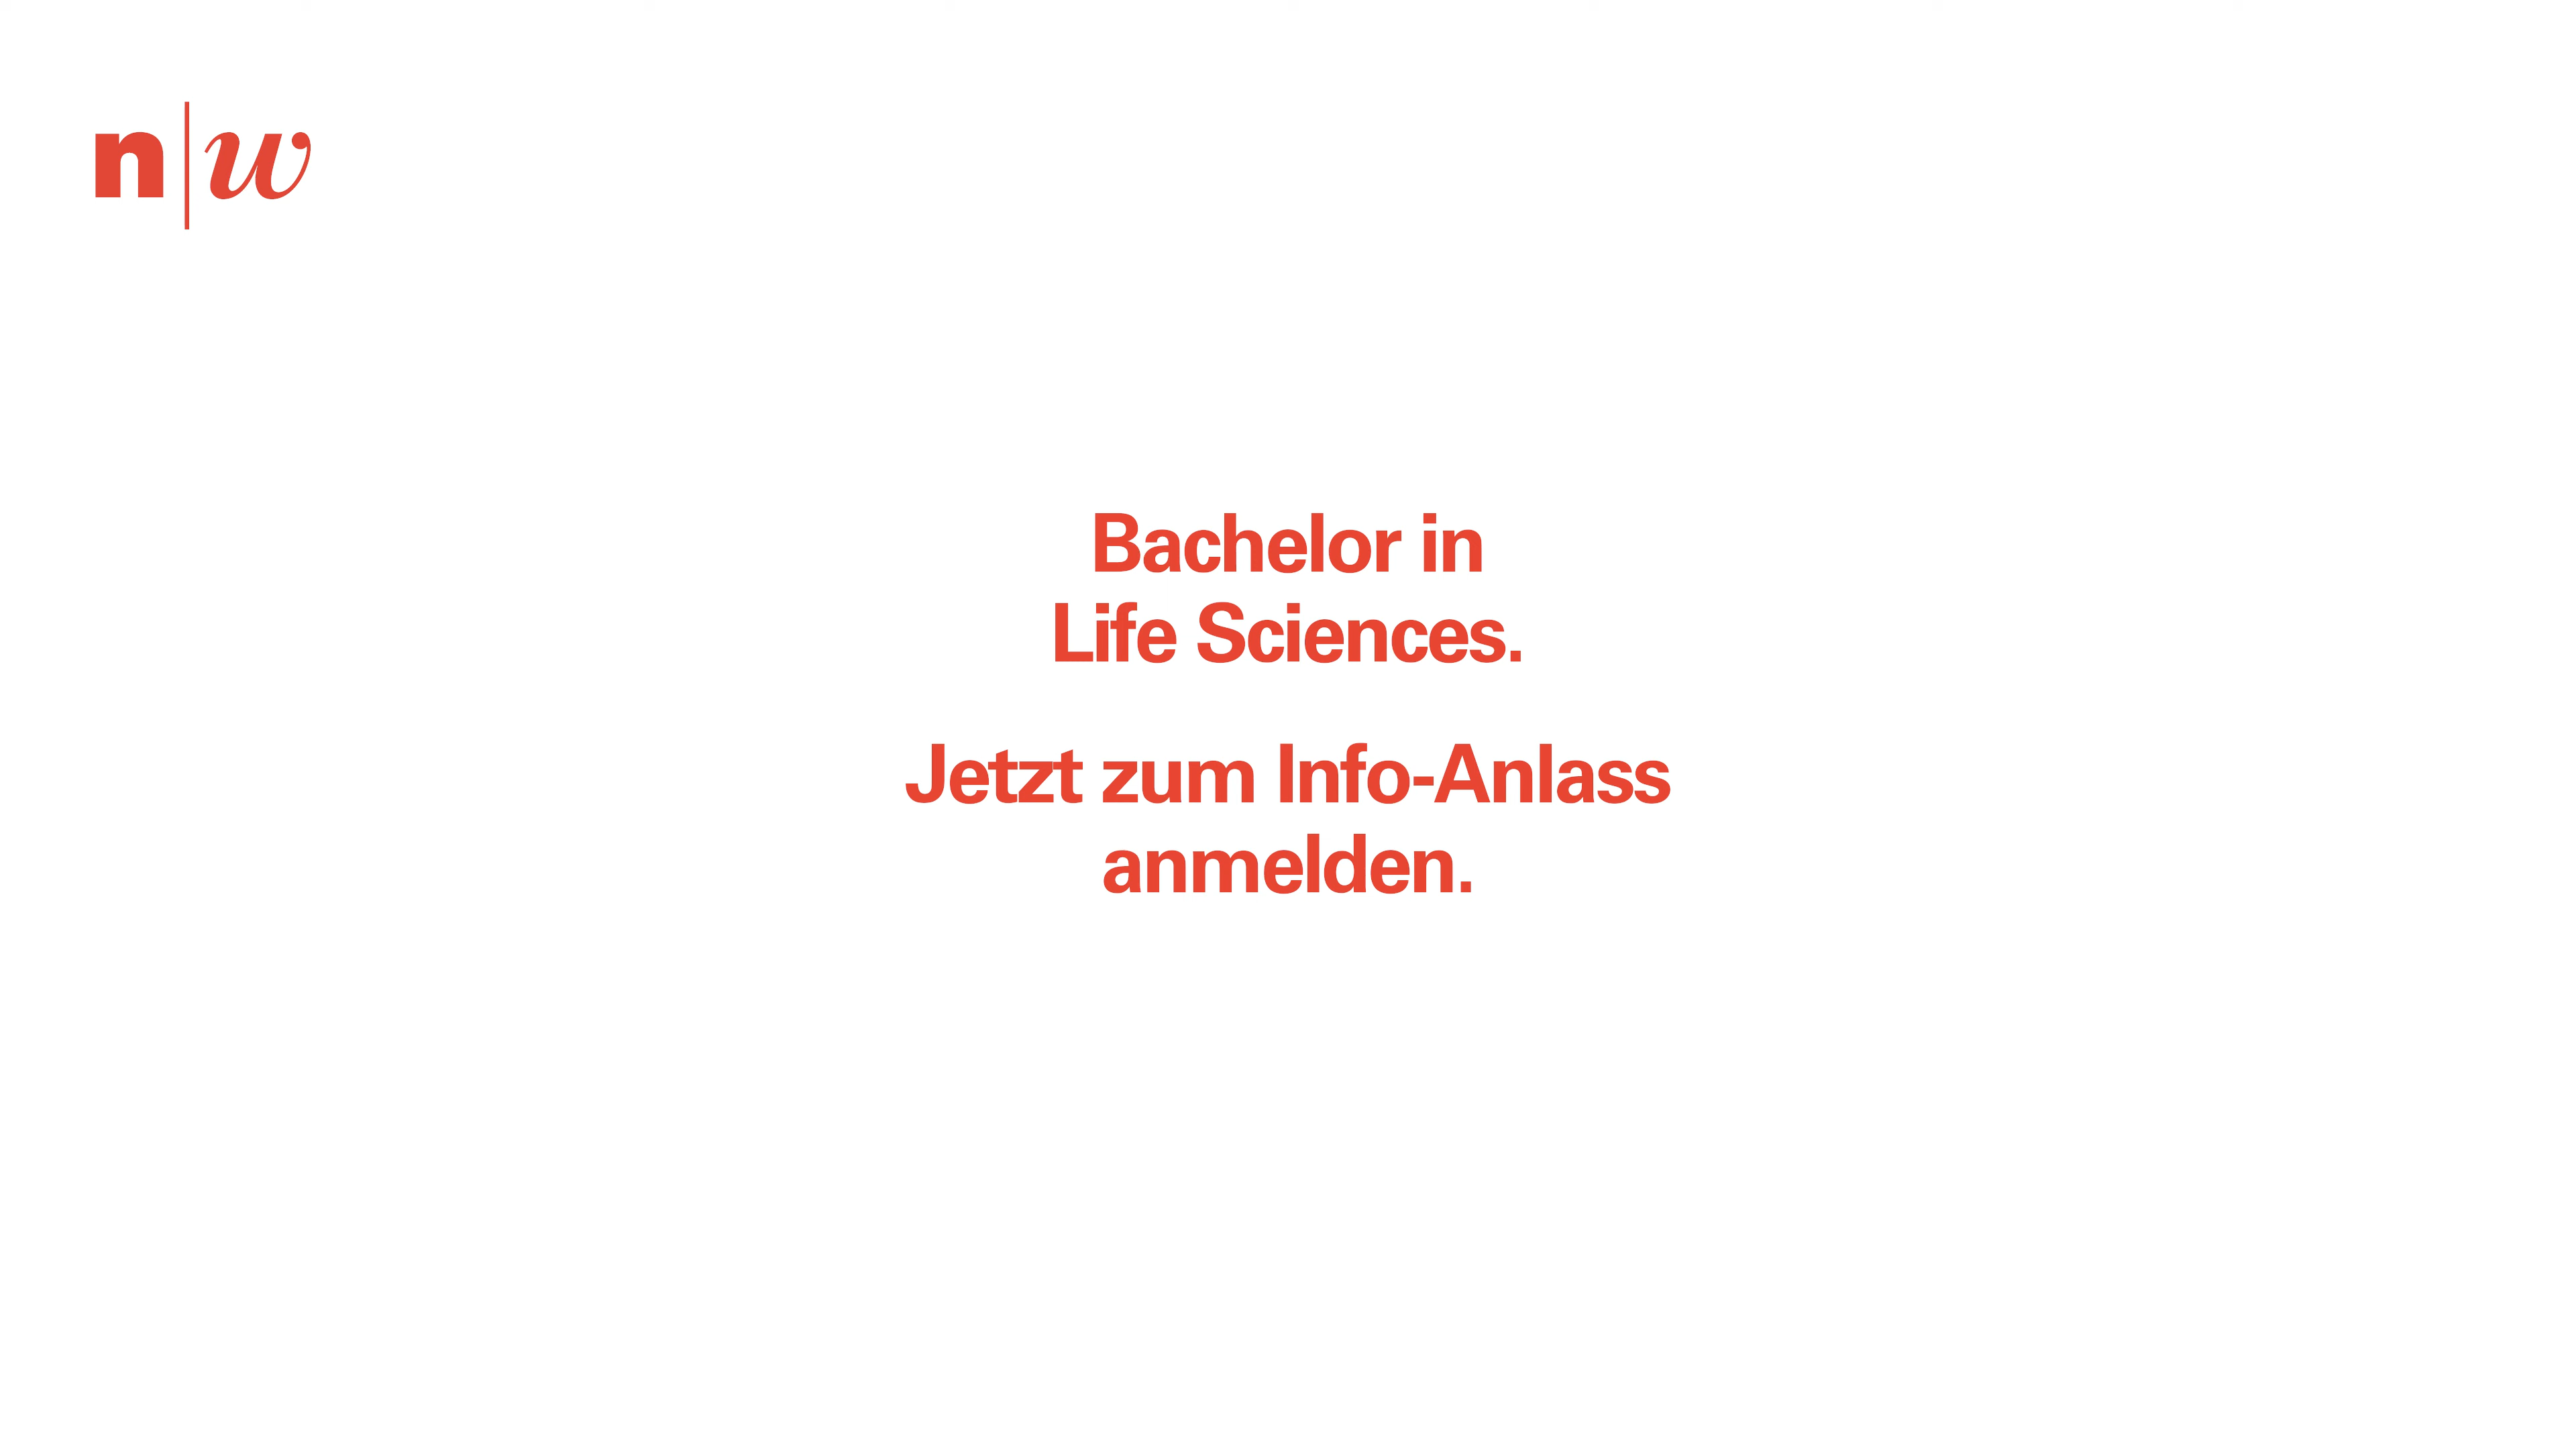 n|w
Bachelor in
Life Sciences.
Jetzt zum Info-Anlass
anmelden.